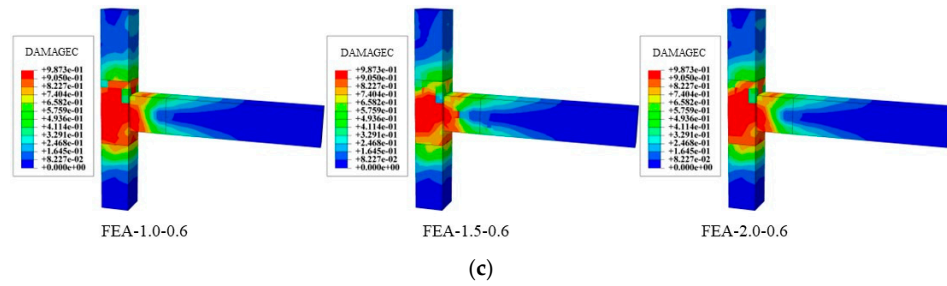 DAMAGEC
+9.873e-01
+9.050e-01
+8.227e-01
+7.404e-01
+6.582e-01
+5.759e-01
+4.936e-01
+4.114e-01
+3.291e-01
+2.468e-01
+1.645e-01
+8.227e-02
+0.000e+00
FEA-1.0-0.6
DAMAGEC
+9.873e-01
+9.050e-01
+8.227e-01
+7.404e-01
+6.582e-01
+5.759e-01
+4.936e-01
+4.114e-01
+3.291e-01
+2.468e-01
+1.645e-01
+8.227e-02
+0.000e+00
FEA-1.5-0.6
DAMAGEC
+9.873e-01
+9.050e-01
+8.227e-01
+7.404e-01
+6.582e-01
+5.759e-01
+4.936e-01
+4.114e-01
+3.291e-01
+2.468e-01
+1.645e-01
+8.227e-02
+0.000e+00
FEA-2.0-0.6
(c)